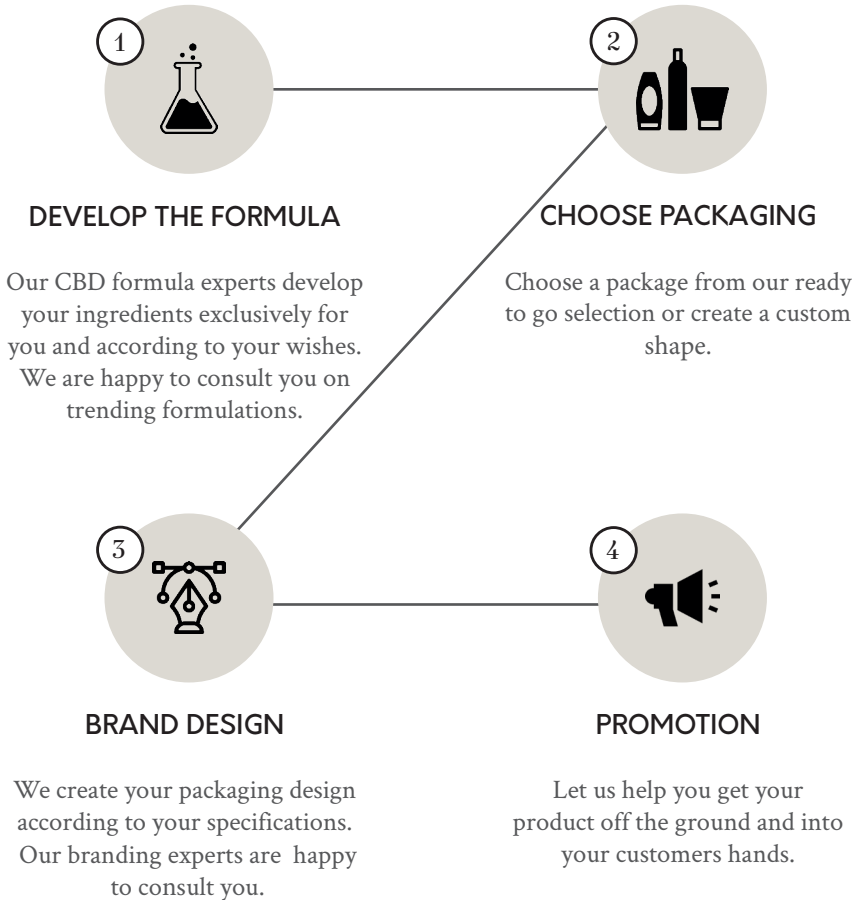 1
DEVELOP THE FORMULA
Our CBD formula experts develop
your ingredients exclusively for
you and according to your wishes.
We are happy to consult you on
trending formulations.
2
CHOOSE PACKAGING
Choose a package from our ready
to go selection or create a custom
shape.
3
BRAND DESIGN
We create your packaging design
according to your specifications.
Our branding experts are  happy
to consult you.
4
PROMOTION
Let us help you get your
product off the ground and into
your customers hands.